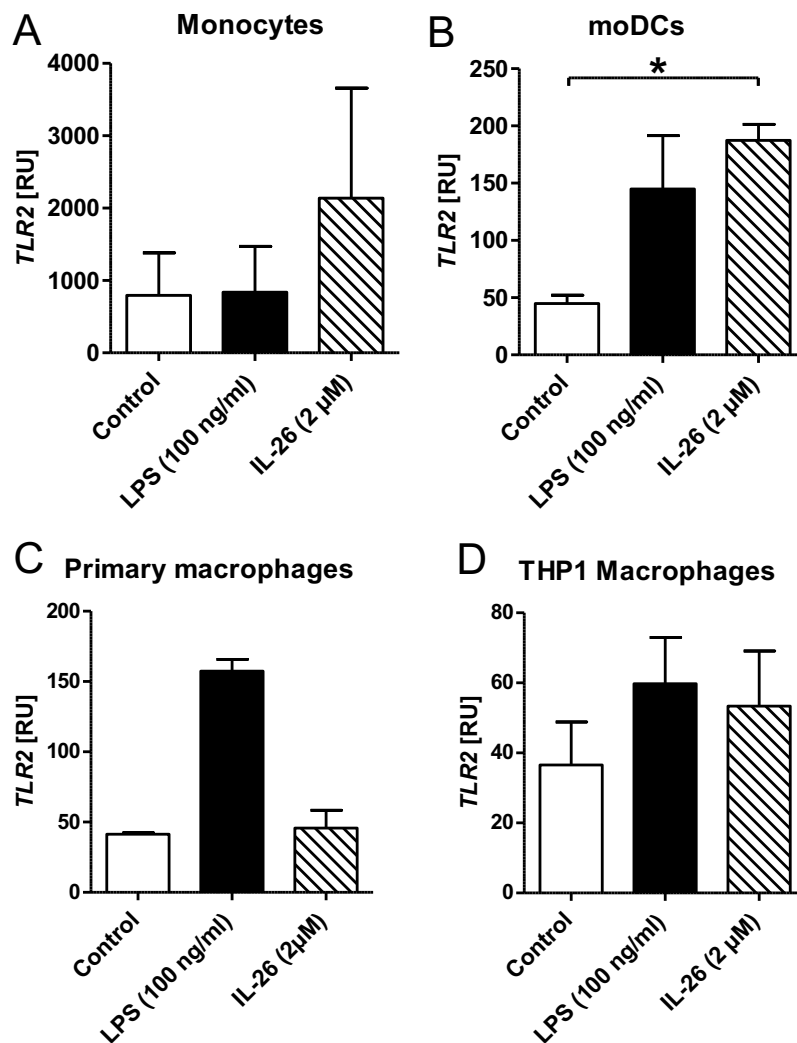 A
Monocytes
TLR2 [RU]
4000
3000
2000
1000
0
Control
LPS (100 ng/ml)
IL-26 (2 µM)
B
moDCs
TLR2 [RU]
250
200
150
100
50
0
*
Control
LPS (100 ng/ml)
IL-26 (2 µM)
C
Primary macrophages
TLR2 [RU]
200
150
100
50
0
Control
LPS (100 ng/ml)
IL-26 (2µM)
D
THP1 Macrophages
TLR2 [RU]
80
60
40
20
0
Control
LPS (100 ng/ml)
IL-26 (2 µM)